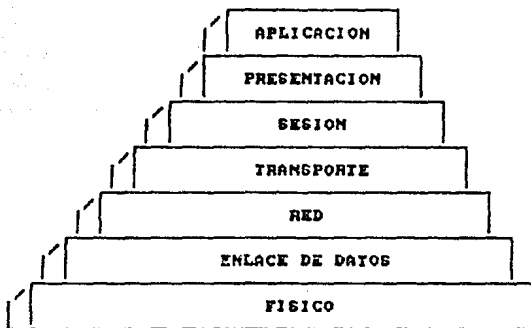 APLICACION
PRESENTACION
SESION
TRANSPORTE
RED
ENLACE DE DATOS
FISICO